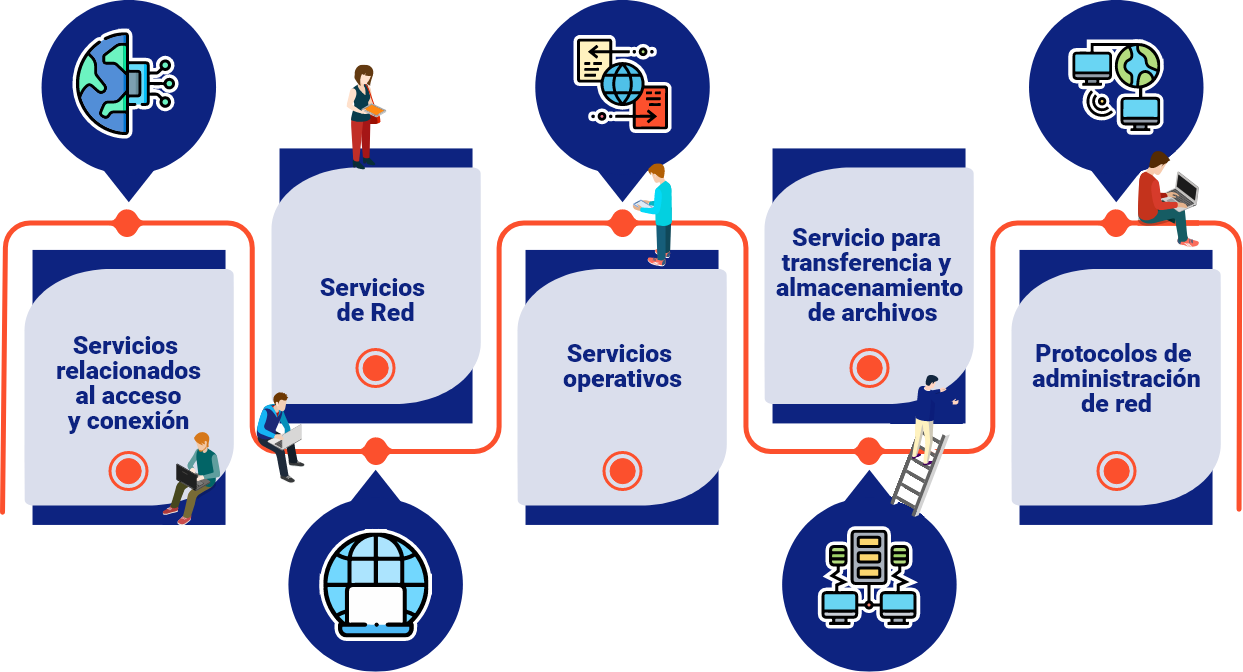 Servicios
relacionados
al acceso
y conexión
Servicios
de Red
Servicios
operativos
Servicio para
transferencia y
almacenamiento
de archivos
Protocolos de
administración
de red